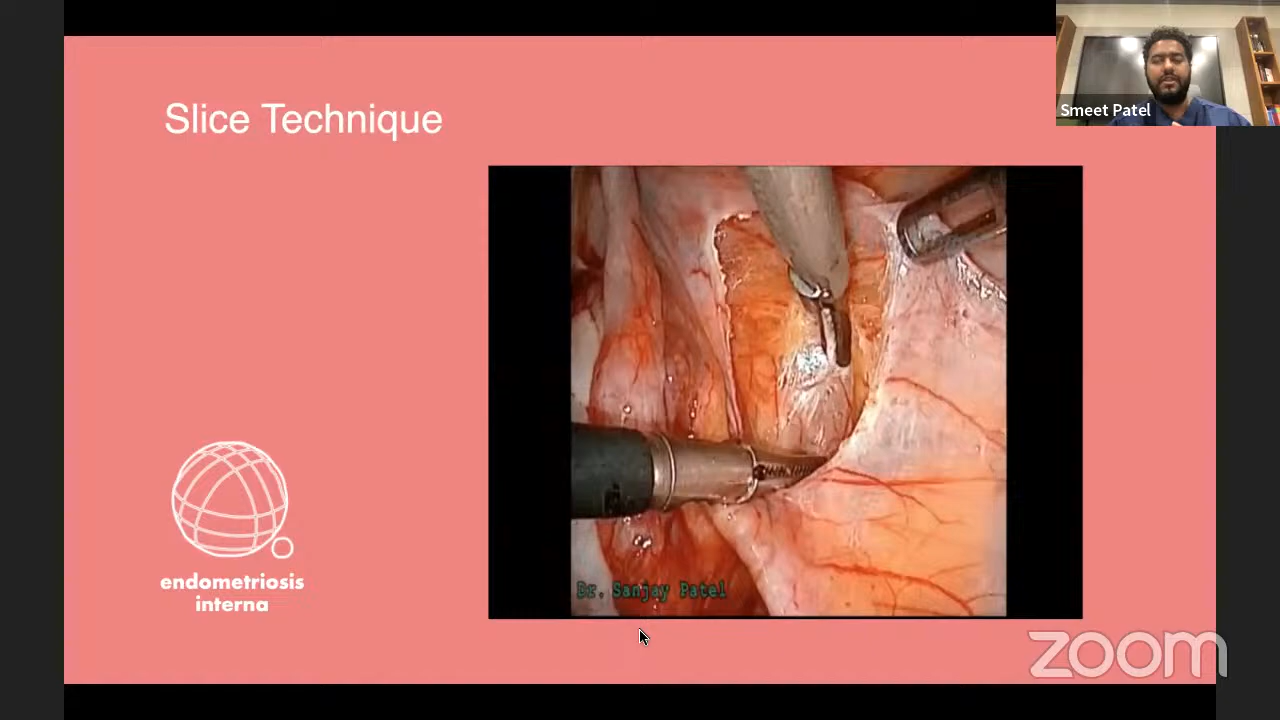 Slice Technique
Smeet Patel
endometriosis
interna
Dr. Sanjay Patel
zoom